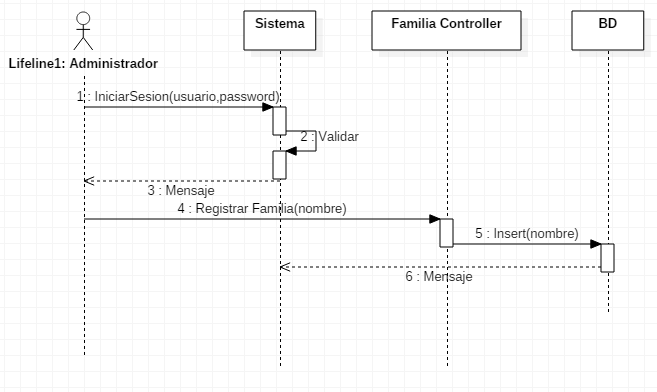 Sistema
Familia Controller
BD
Lifeline1: Administrador
1 : IniciarSesion(usuario,password)
2 : Validar
3 : Mensaje
4 : Registrar Familia(nombre)
5 : Insert(nombre)
6 : Mensaje